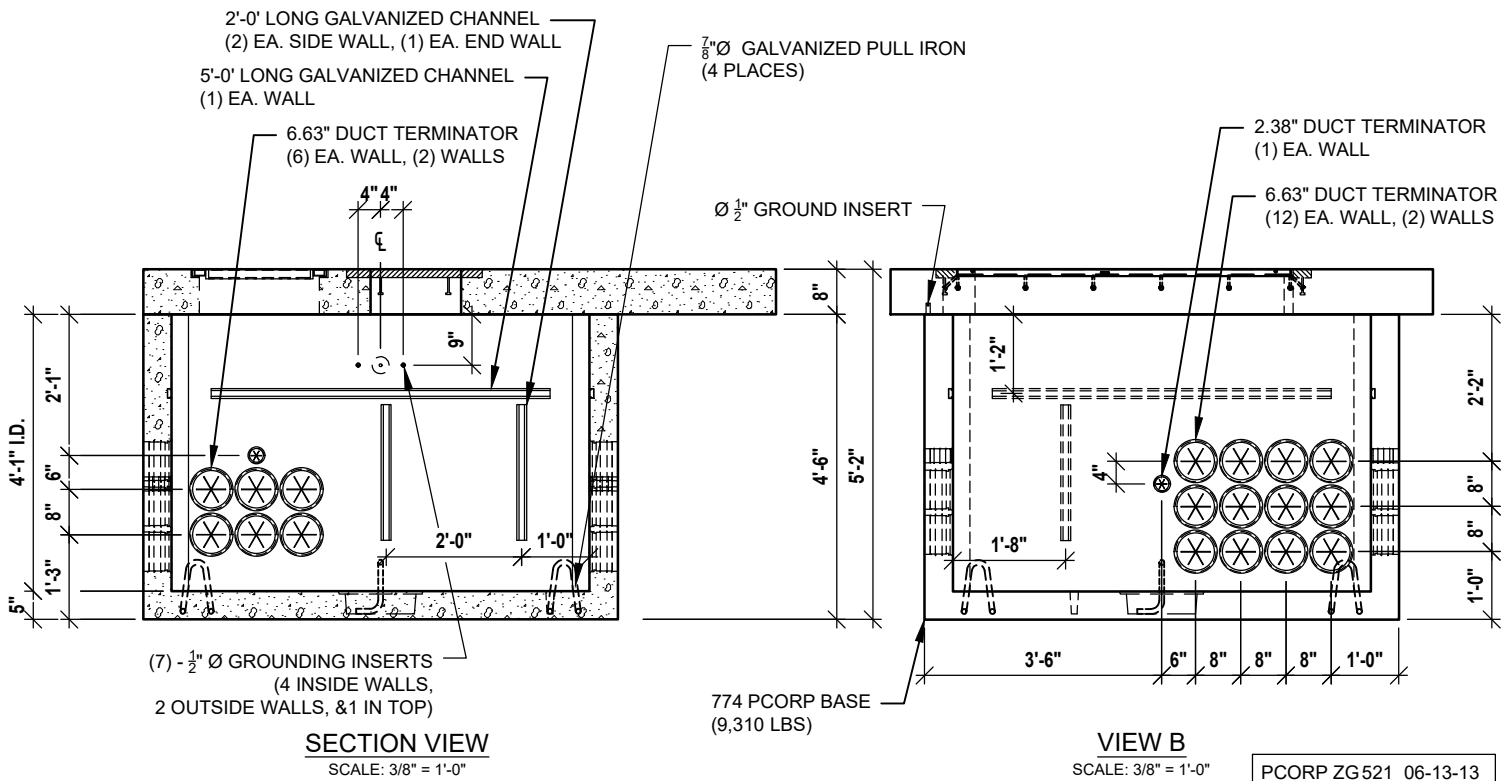 2'-0' LONG GALVANIZED CHANNEL
(2) EA. SIDE WALL, (1) EA. END WALL
5'-0' LONG GALVANIZED CHANNEL
(1) EA. WALL
6.63" DUCT TERMINATOR
(6) EA. WALL, (2) WALLS
7/8"Ø GALVANIZED PULL IRON
(4 PLACES)
2.38" DUCT TERMINATOR
(1) EA. WALL
6.63" DUCT TERMINATOR
(12) EA. WALL, (2) WALLS
Ø 1/2" GROUND INSERT
4" 4"
℄
9"
8"
4'-1" I.D.
2'-1"
6"
8"
1'-3"
5"
2'-0"
1'-0"
4'-6"
5'-2"
1'-2"
4"
1'-8"
2'-2"
8"
8"
1'-0"
3'-6"
6"
8"
8"
8"
1'-0"
(7) - 1/2" Ø GROUNDING INSERTS
(4 INSIDE WALLS,
2 OUTSIDE WALLS, &1 IN TOP)
774 PCORP BASE
(9,310 LBS)
SECTION VIEW
SCALE: 3/8" = 1'-0"
VIEW B
SCALE: 3/8" = 1'-0"
PCORP ZG521 06-13-13